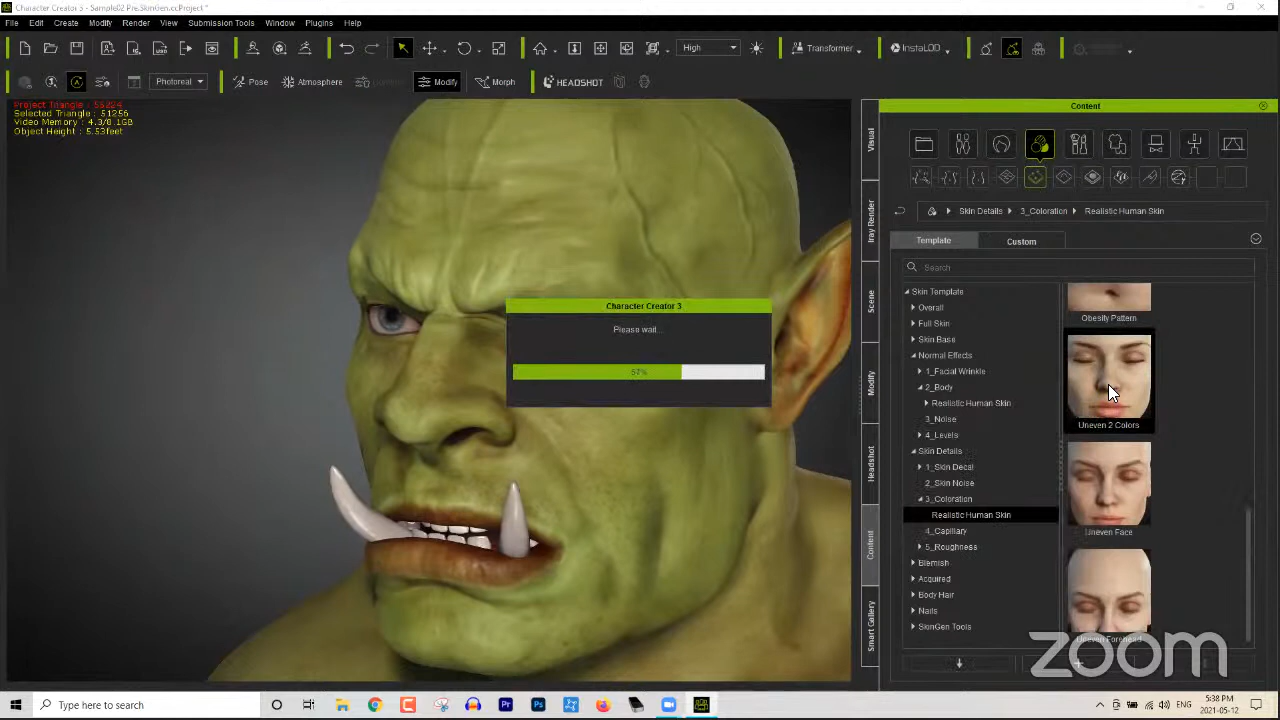 Character Creator 3 - Sample02 Pre.SkinGen.ccProject *
File Edit Create Modify Render View Submission Tools Window Plugins Help
High
Transformer
InstaLOD
Photoreal
Pose
Atmosphere
Modify
Morph
HEADSHOT
Project Triangle : 55224
Selected Triangle : 51256
Video Memory : 4.3/8.1GB
Object Height : 5.53feet
Character Creator 3
Please wait...
57%
Visual
Iray Render
Scene
Modify
Headshot
Content
Smart Gallery
Content
Skin Details
3_Coloration
Realistic Human Skin
Template
Custom
Search
Skin Template
Overall
Full Skin
Skin Base
Normal Effects
1_Facial Wrinkle
2_Body
Realistic Human Skin
3_Noise
4_Levels
Skin Details
1_Skin Decal
2_Skin Noise
3_Coloration
Realistic Human Skin
4_Capillary
5_Roughness
Blemish
Acquired
Body Hair
Nails
SkinGen Tools
Obesity Pattern
Uneven 2 Colors
Uneven Face
Uneven Forehead
zoom
Type here to search
ENG
5:38 PM
2021-05-12